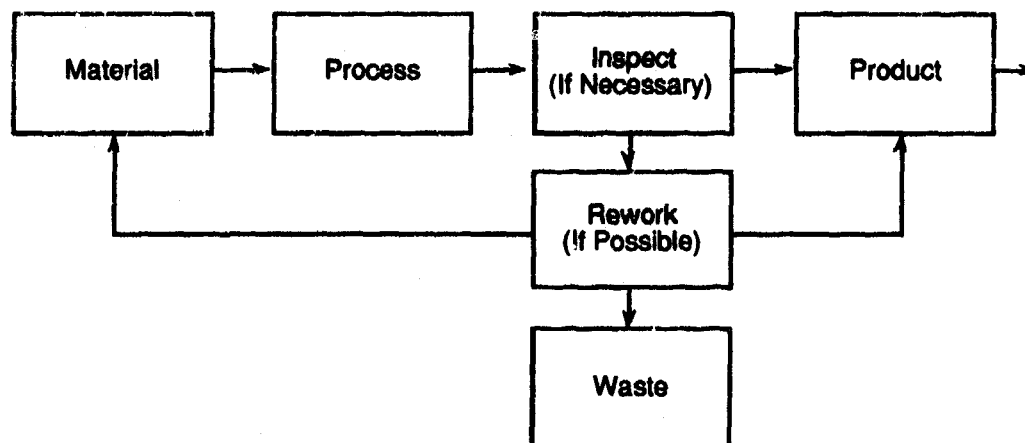 Material
Process
Inspect
(If Necessary)
Product
Rework
(If Possible)
Waste